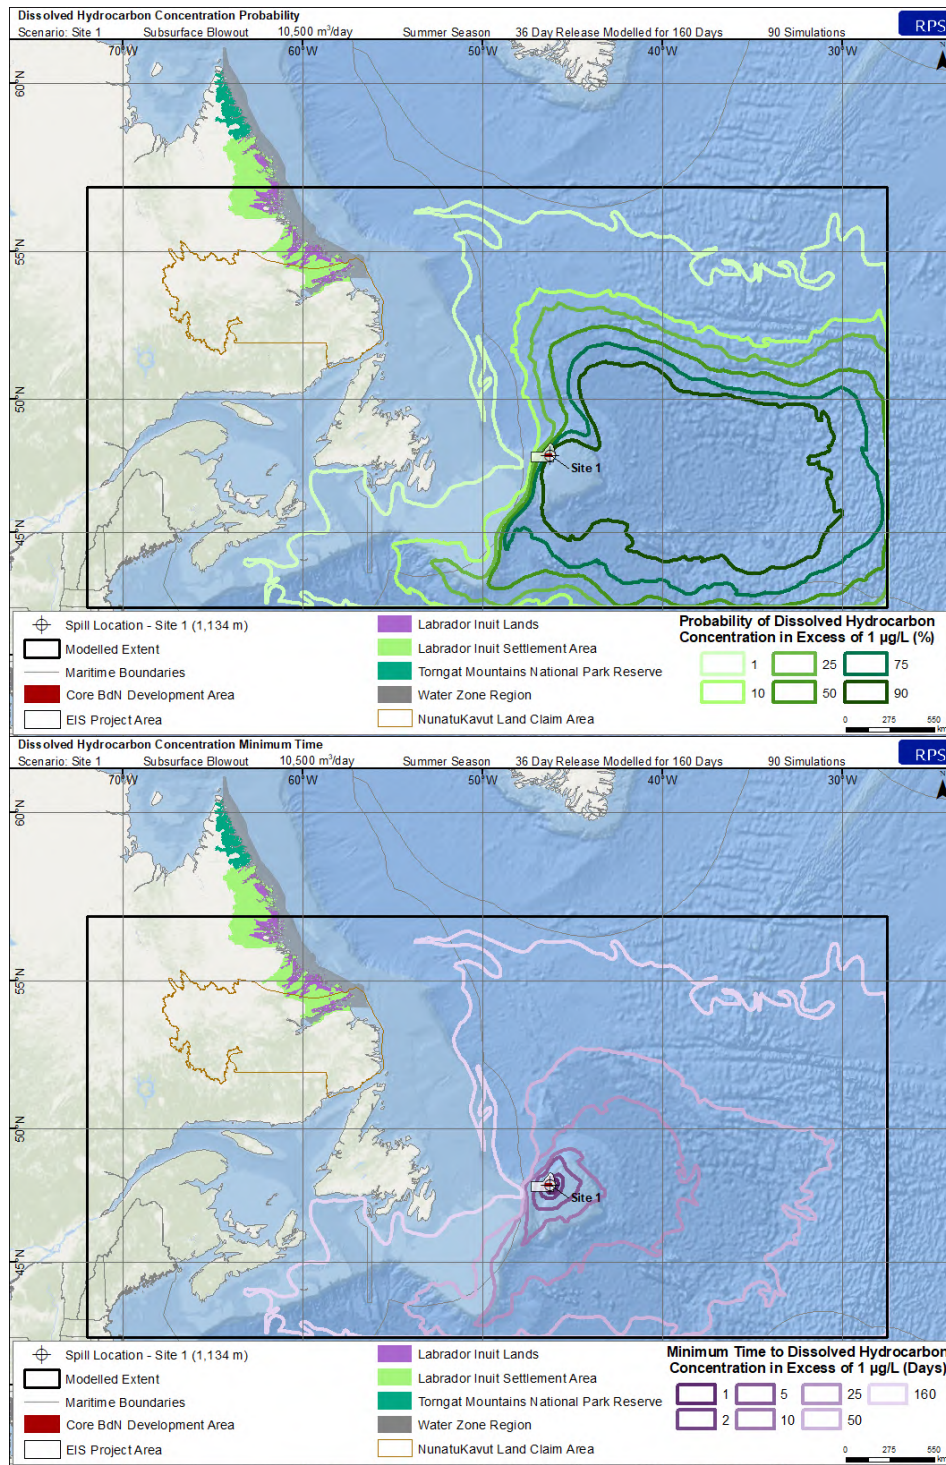 Dissolved Hydrocarbon Concentration Probability
Scenario: Site 1 Subsurface Blowout 10,500 m³/day Summer Season 36 Day Release Modelled for 160 Days 90 Simulations
RPS
70°W 60°W 50°W 40°W 30°W
60°N
55°N
50°N
45°N
Site 1
Spill Location - Site 1 (1,134 m)
Modelled Extent
Maritime Boundaries
Core BdN Development Area
EIS Project Area
Labrador Inuit Lands
Labrador Inuit Settlement Area
Torngat Mountains National Park Reserve
Water Zone Region
NunatuKavut Land Claim Area
Probability of Dissolved Hydrocarbon
Concentration in Excess of 1 µg/L (%)
1 25 75
10 50 90
0 275 550
km
Dissolved Hydrocarbon Concentration Minimum Time
Scenario: Site 1 Subsurface Blowout 10,500 m³/day Summer Season 36 Day Release Modelled for 160 Days 90 Simulations
RPS
70°W 60°W 50°W 40°W 30°W
60°N
55°N
50°N
45°N
Site 1
Spill Location - Site 1 (1,134 m)
Modelled Extent
Maritime Boundaries
Core BdN Development Area
EIS Project Area
Labrador Inuit Lands
Labrador Inuit Settlement Area
Torngat Mountains National Park Reserve
Water Zone Region
NunatuKavut Land Claim Area
Minimum Time to Dissolved Hydrocarbon
Concentration in Excess of 1 µg/L (Days)
1 5 25 160
2 10 50
0 275 550
km